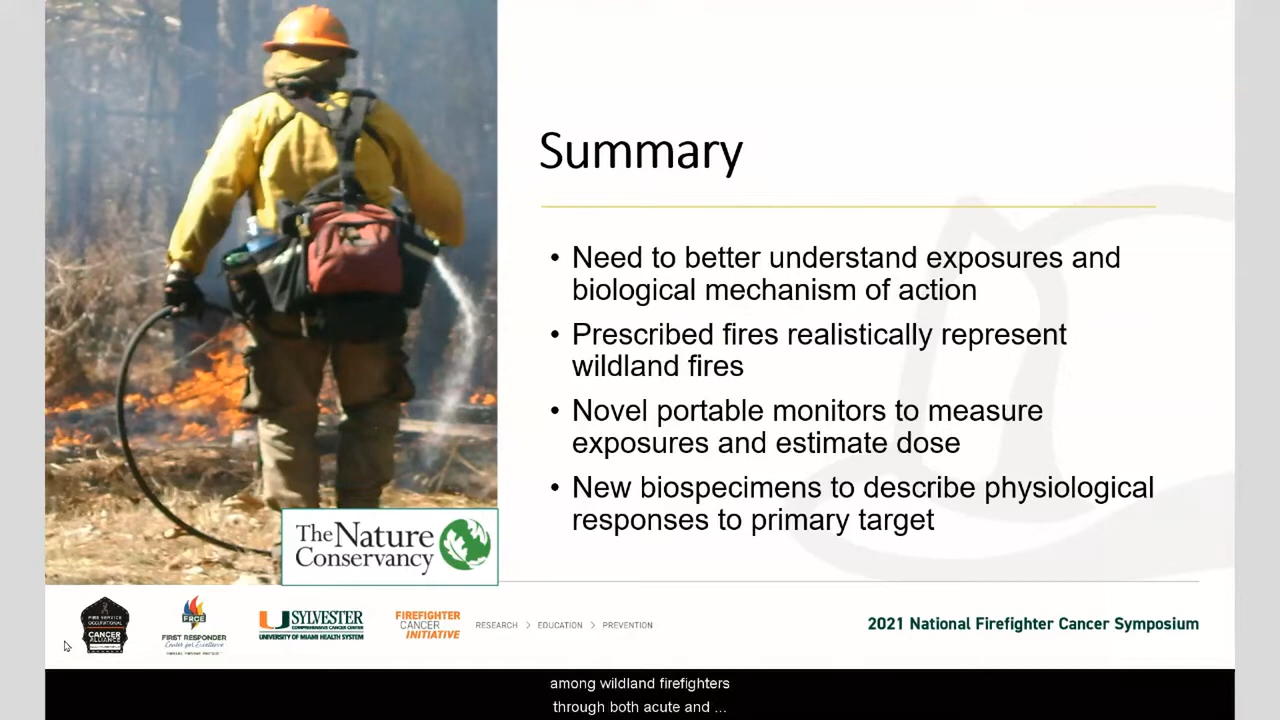 Summary
• Need to better understand exposures and
biological mechanism of action
• Prescribed fires realistically represent
wildland fires
• Novel portable monitors to measure
exposures and estimate dose
• New biospecimens to describe physiological
responses to primary target
The Nature
Conservancy
FIRE SERVICE
OCCUPATIONAL
CANCER
ALLIANCE
FRCE
FIRST RESPONDER
Center for Excellence
SYLVESTER
COMPREHENSIVE CANCER CENTER
UNIVERSITY OF MIAMI HEALTH SYSTEM
FIREFIGHTER
CANCER
INITIATIVE
RESEARCH > EDUCATION > PREVENTION
2021 National Firefighter Cancer Symposium
among wildland firefighters
through both acute and ...